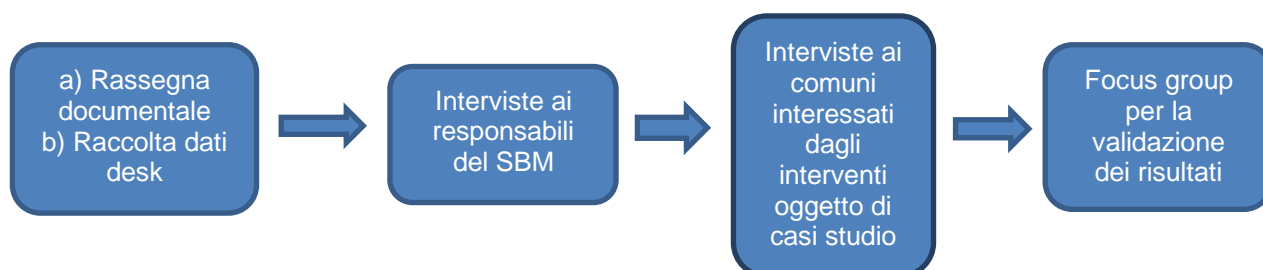 a) Rassegna
documentale
b) Raccolta dati
desk
Interviste ai
responsabili
del SBM
Interviste ai
comuni
interessati
dagli
interventi
oggetto di
casi studio
Focus group
per la
validazione
dei risultati